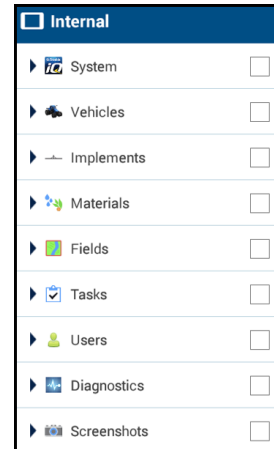 Internal
System
Vehicles
Implements
Materials
Fields
Tasks
Users
Diagnostics
Screenshots